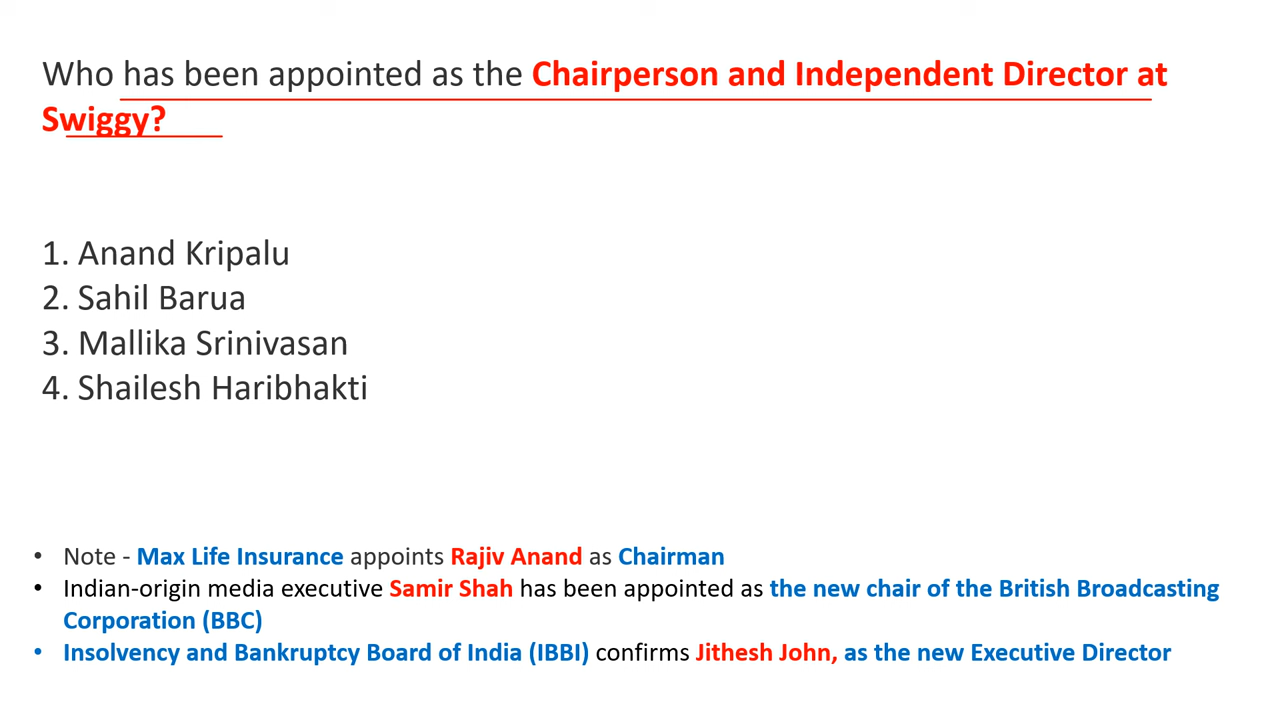 Who has been appointed as the Chairperson and Independent Director at
Swiggy?
1. Anand Kripalu
2. Sahil Barua
3. Mallika Srinivasan
4. Shailesh Haribhakti
• Note - Max Life Insurance appoints Rajiv Anand as Chairman
• Indian-origin media executive Samir Shah has been appointed as the new chair of the British Broadcasting
Corporation (BBC)
• Insolvency and Bankruptcy Board of India (IBBI) confirms Jithesh John, as the new Executive Director